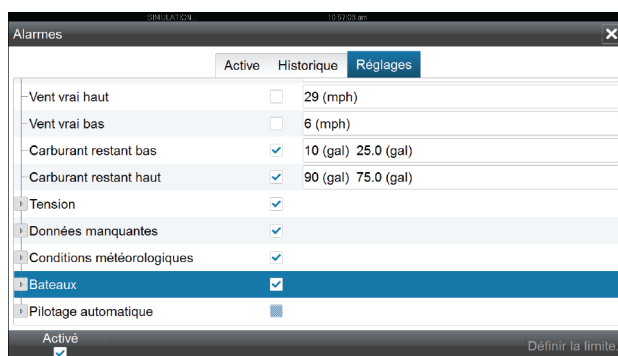 SIMULATION... 10:57:03 am
Alarmes
Active Historique Réglages
Vent vrai haut 29 (mph)
Vent vrai bas 6 (mph)
Carburant restant bas 10 (gal) 25.0 (gal)
Carburant restant haut 90 (gal) 75.0 (gal)
Tension
Données manquantes
Conditions météorologiques
Bateaux
Pilotage automatique
Activé Définir la limite